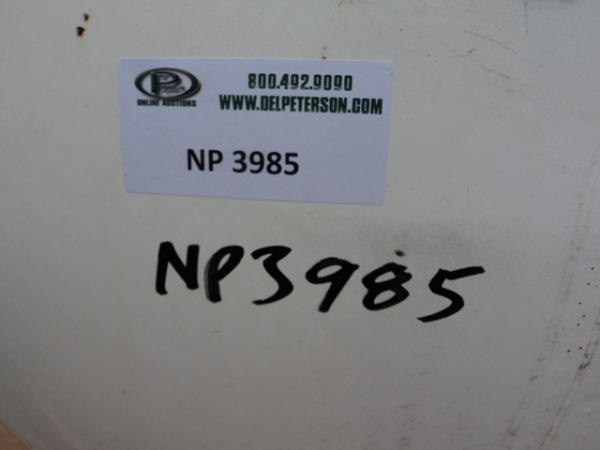 P
ONLINE AUCTIONS
800.492.9090
WWW.DELPETERSON.COM
NP 3985
NP3985